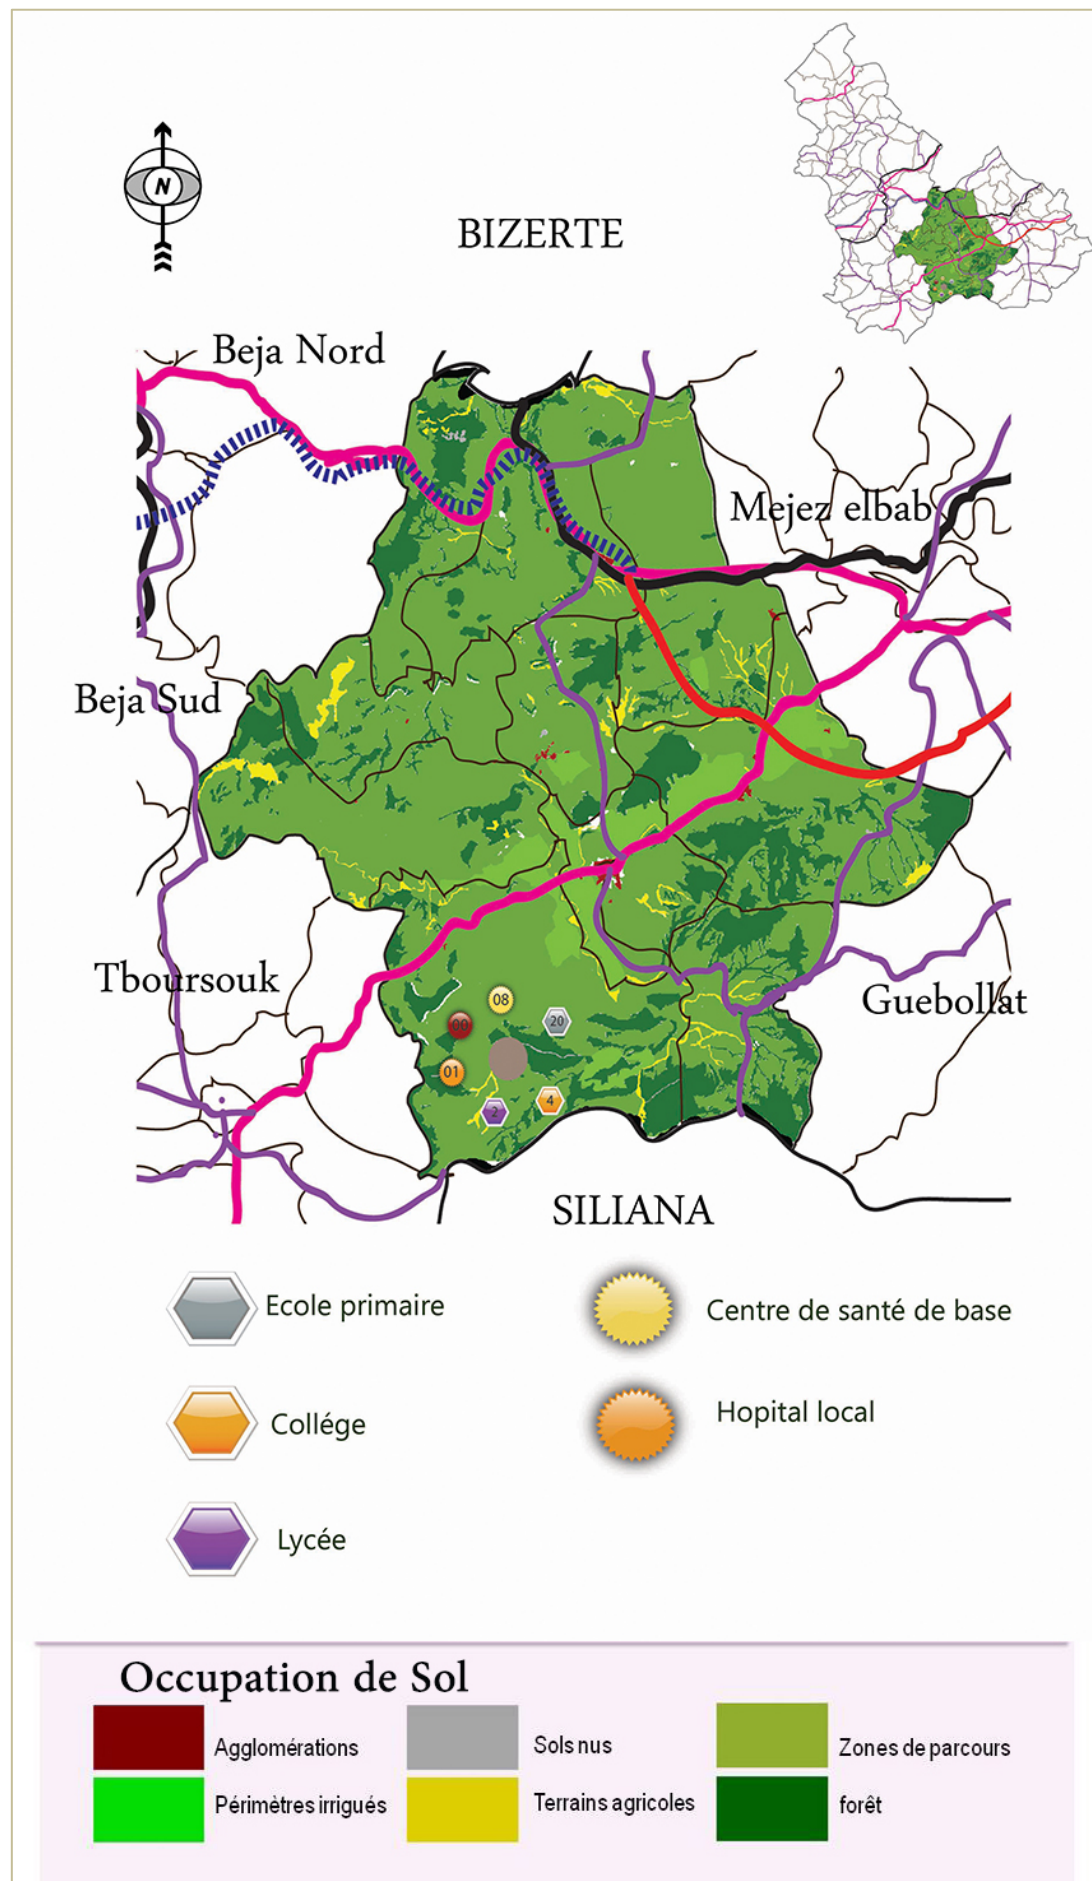 N
BIZERTE
Beja Nord
Mejez elbab
Beja Sud
Tboursouk
Guebollat
08
00
20
01
2
4
SILIANA
Ecole primaire
Centre de santé de base
Collége
Hopital local
Lycée
Occupation de Sol
Agglomérations
Sols nus
Zones de parcours
Périmètres irrigués
Terrains agricoles
forêt